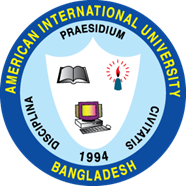 AMERICAN INTERNATIONAL UNIVERSITY
PRAESIDIUM
DISCIPLINA
CIVITATIS
1994
BANGLADESH